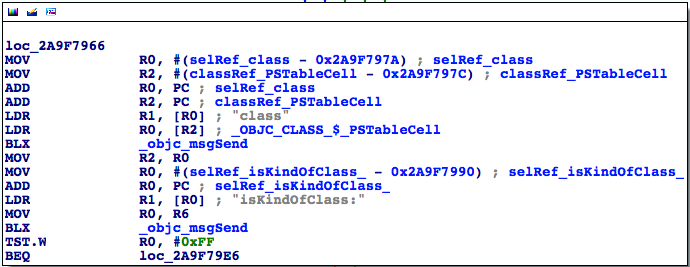 loc_2A9F7966
MOV R0, #(selRef_class - 0x2A9F797A) ; selRef_class
MOV R2, #(classRef_PSTableCell - 0x2A9F797C) ; classRef_PSTableCell
ADD R0, PC ; selRef_class
ADD R2, PC ; classRef_PSTableCell
LDR R1, [R0] ; "class"
LDR R0, [R2] ; _OBJC_CLASS_$_PSTableCell
BLX _objc_msgSend
MOV R2, R0
MOV R0, #(selRef_isKindOfClass_ - 0x2A9F7990) ; selRef_isKindOfClass_
ADD R0, PC ; selRef_isKindOfClass_
LDR R1, [R0] ; "isKindOfClass:"
MOV R0, R6
BLX _objc_msgSend
TST.W R0, #0xFF
BEQ loc_2A9F79E6